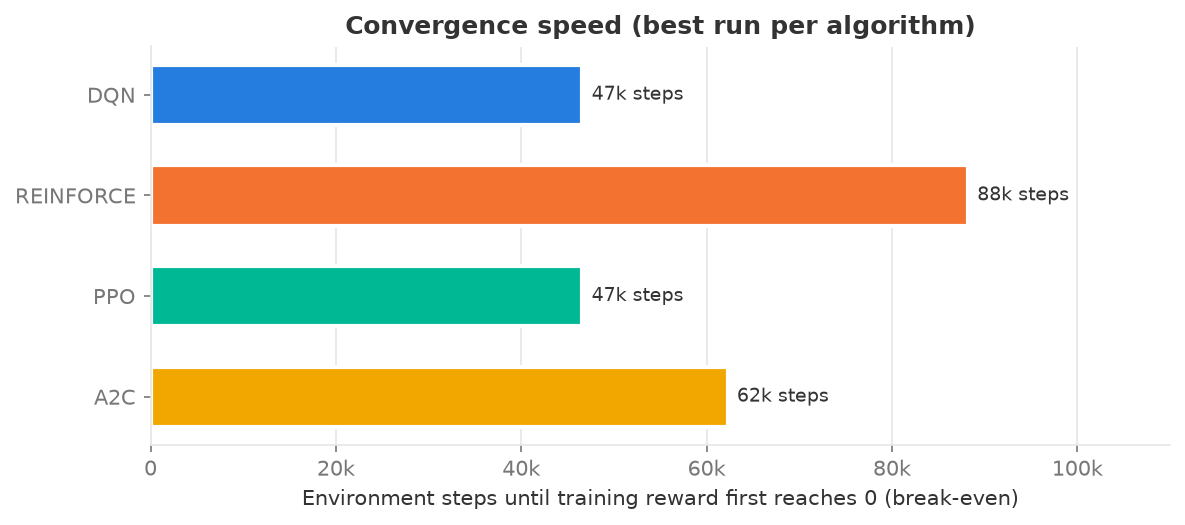 Convergence speed (best run per algorithm)
DQN
47k steps
REINFORCE
88k steps
PPO
47k steps
A2C
62k steps
0 20k 40k 60k 80k 100k
Environment steps until training reward first reaches 0 (break-even)